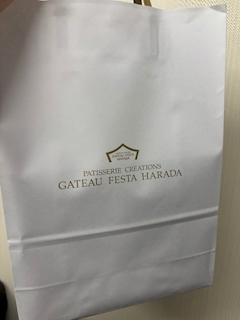 PATISSERIE CREATIONS
GATEAU FESTA HARADA